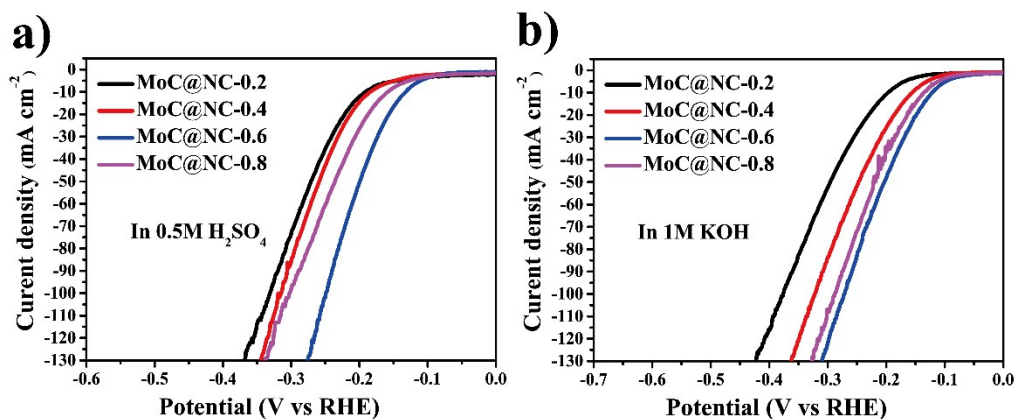 a)
Curent density (mA cm-2)
0
-10
-20
-30
-40
-50
-60
-70
-80
-90
-100
-110
-120
-130
MoC@NC-0.2
MoC@NC-0.4
MoC@NC-0.6
MoC@NC-0.8
In 0.5M H2SO4
-0.6 -0.5 -0.4 -0.3 -0.2 -0.1 0.0
Potential (V vs RHE)
b)
Curent density (mA cm-2)
0
-10
-20
-30
-40
-50
-60
-70
-80
-90
-100
-110
-120
-130
MoC@NC-0.2
MoC@NC-0.4
MoC@NC-0.6
MoC@NC-0.8
In 1M KOH
-0.7 -0.6 -0.5 -0.4 -0.3 -0.2 -0.1 0.0
Potential (V vs RHE)